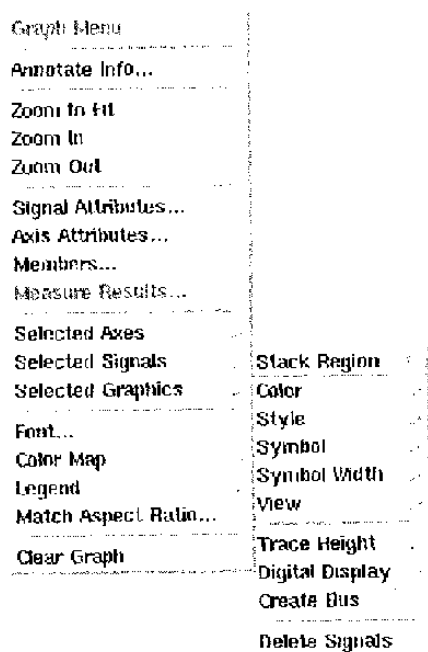 Graph Menu
Annotate Info...
Zoom to Fit
Zoom In
Zoom Out
Signal Attributes...
Axis Attributes...
Members...
Measure Results...
Selected Axes
Selected Signals
Selected Graphics
Font...
Color Map
Legend
Match Aspect Ratio...
Clear Graph
Stack Region
Color
Style
Symbol
Symbol Width
View
Trace Height
Digital Display
Create Bus
Delete Signals